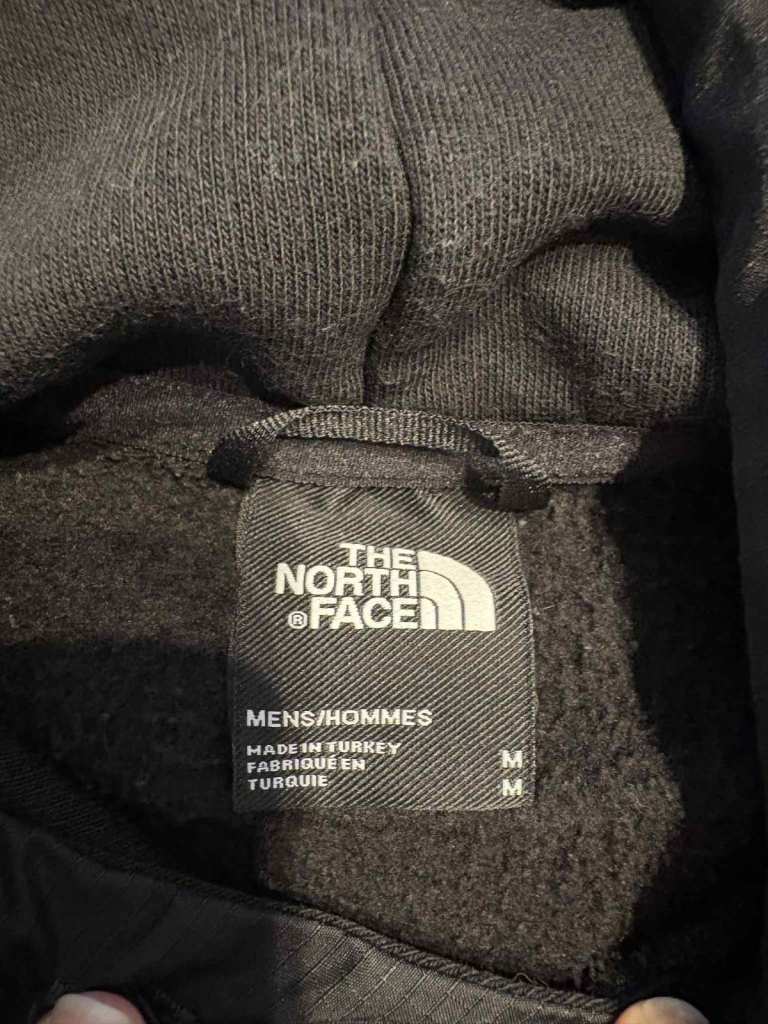 THE
NORTH
® FACE
MENS/HOMMES
MADE IN TURKEY
FABRIQUÉ EN
TURQUIE
M
M